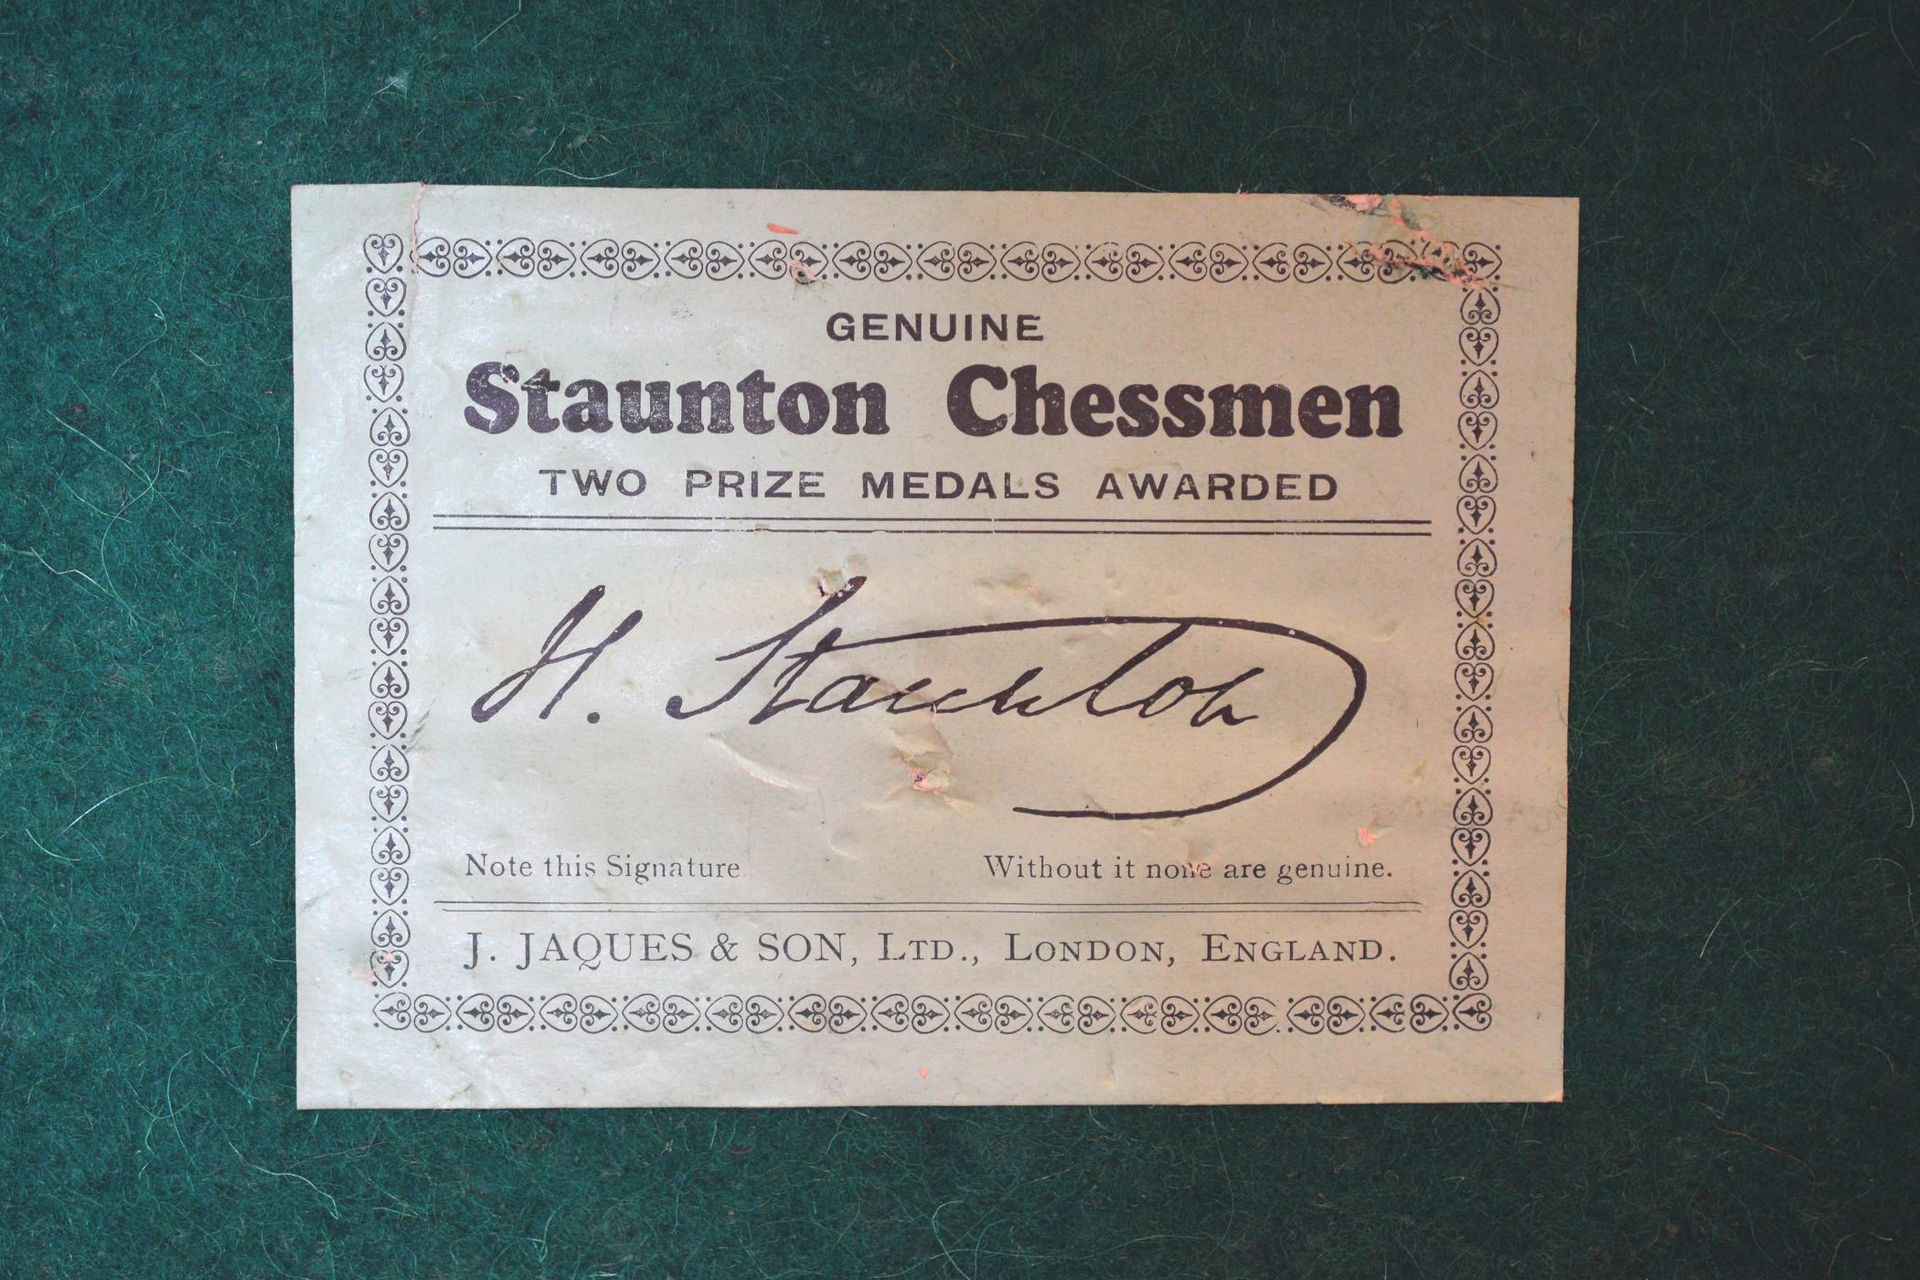 GENUINE
Staunton Chessmen
TWO PRIZE MEDALS AWARDED
H. Staunton
Note this Signature Without it none are genuine.
J. JAQUES & SON, LTD., LONDON, ENGLAND.